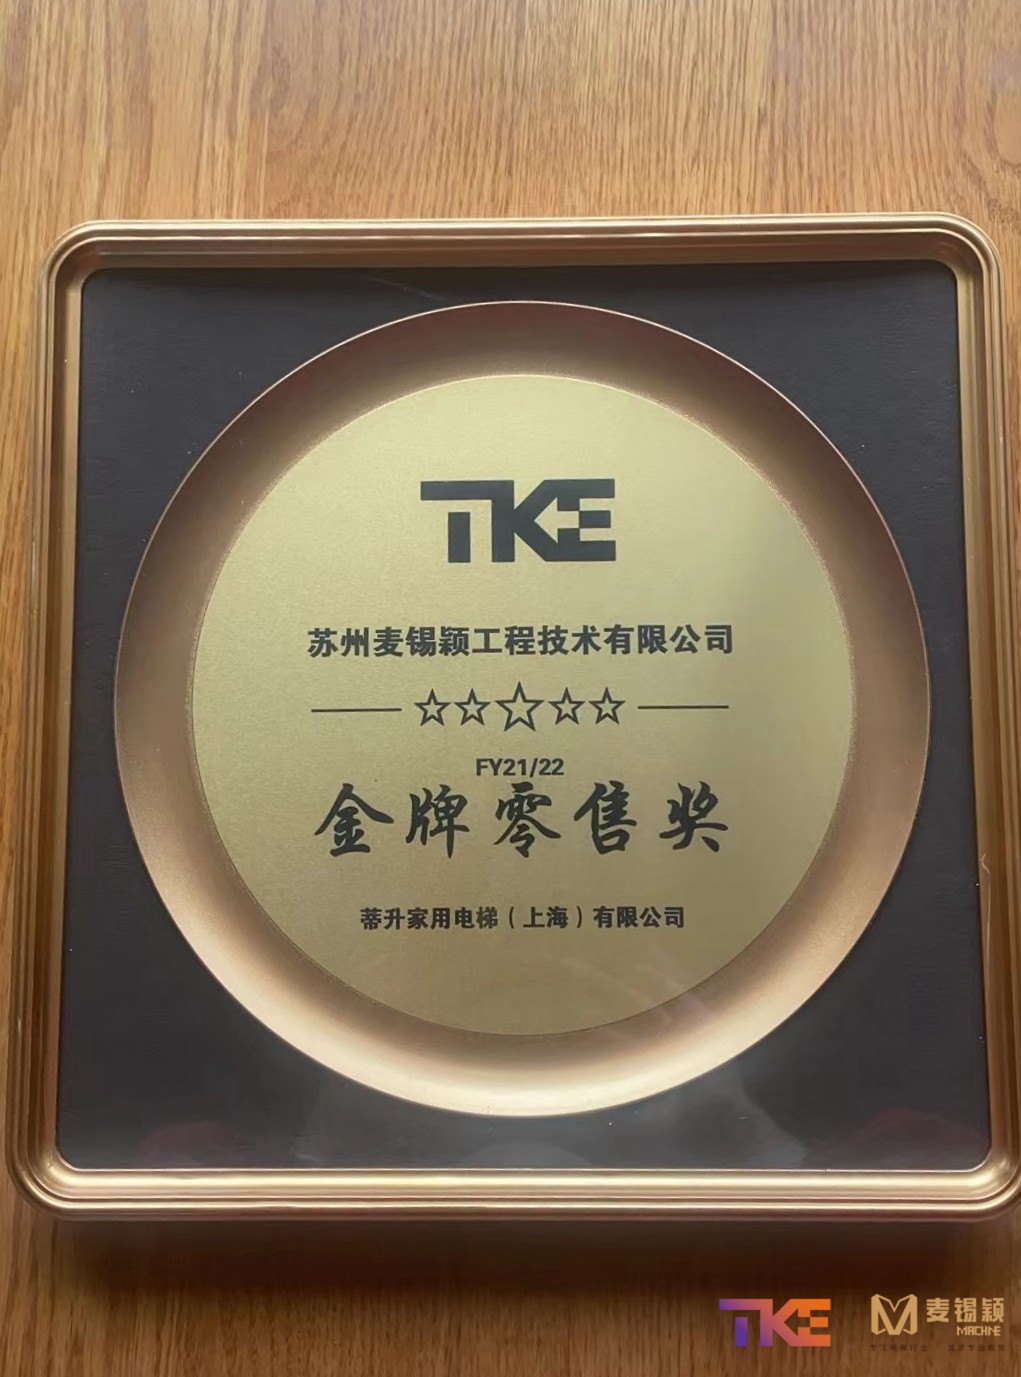 TKE
苏州麦锡颖工程技术有限公司
FY21/22
金牌零售奖
蒂升家用电梯（上海）有限公司
TKE
麦锡颖
MACHINE